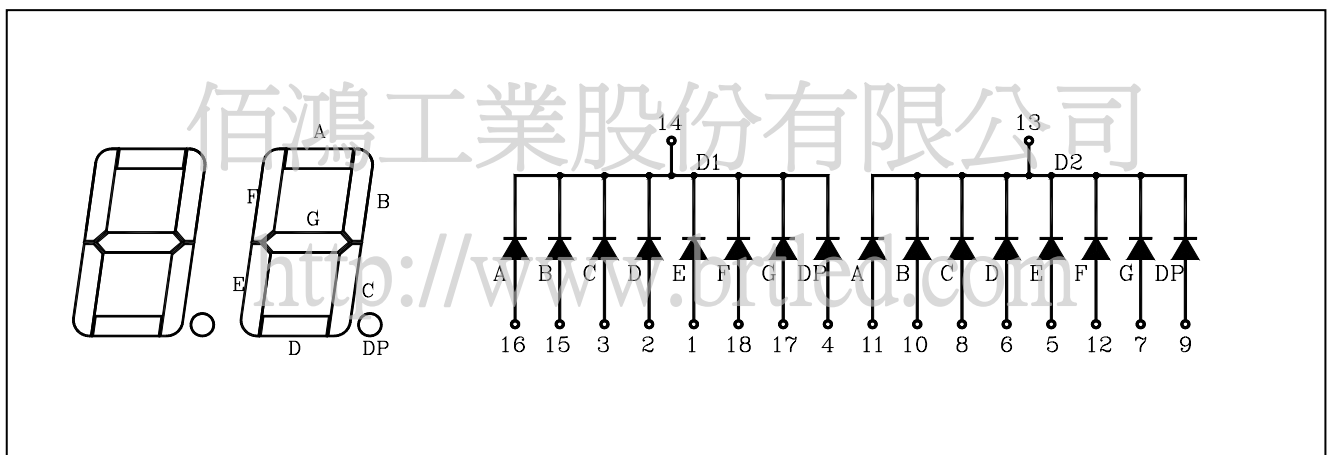 佰鴻工業股份有限公司
http://www.brtled.com
A
F
B
G
E
C
D
DP
14
13
D1
D2
A B C D E F G DP A B C D E F G DP
16 15 3 2 1 18 17 4 11 10 8 6 5 12 7 9